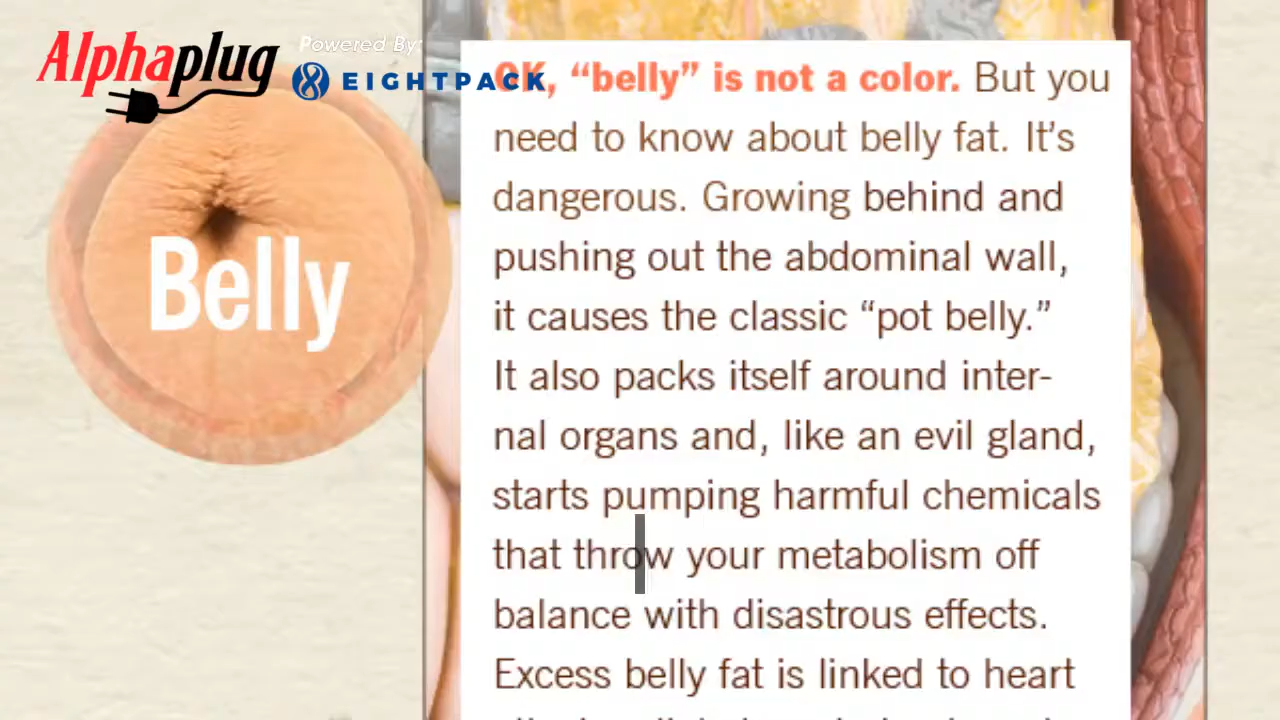 Alphaplug
Powered By:
EIGHTPACK
Belly
OK, “belly” is not a color. But you
need to know about belly fat. It’s
dangerous. Growing behind and
pushing out the abdominal wall,
it causes the classic “pot belly.”
It also packs itself around inter-
nal organs and, like an evil gland,
starts pumping harmful chemicals
that throw your metabolism off
balance with disastrous effects.
Excess belly fat is linked to heart